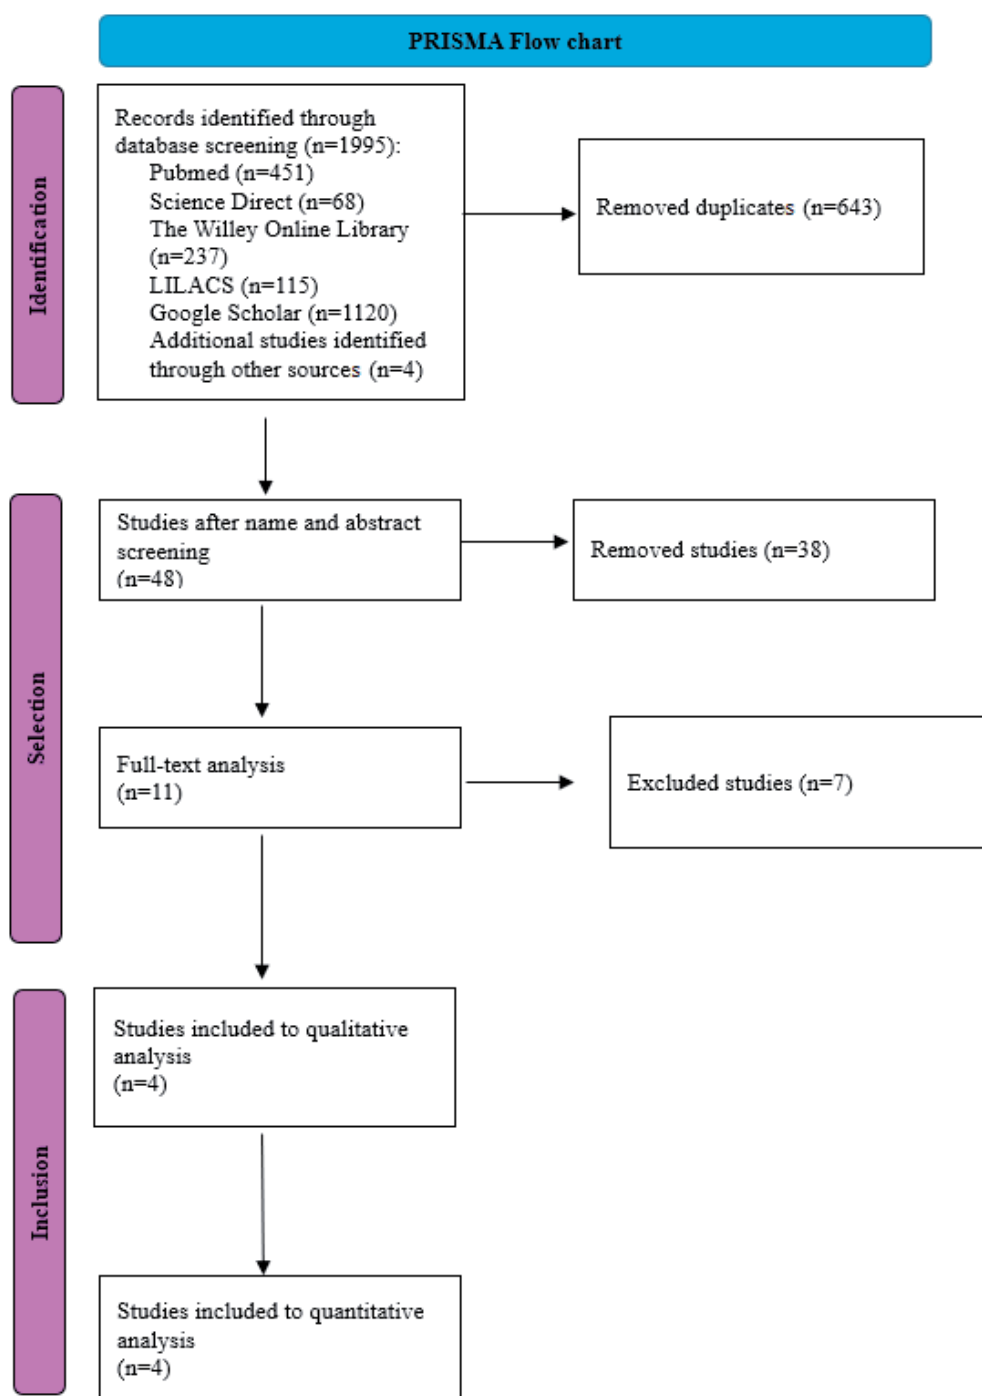 PRISMA Flow chart
Identification
Records identified through
database screening (n=1995):
Pubmed (n=451)
Science Direct (n=68)
The Willey Online Library
(n=237)
LILACS (n=115)
Google Scholar (n=1120)
Additional studies identified
through other sources (n=4)
Removed duplicates (n=643)
Selection
Studies after name and abstract
screening
(n=48)
Removed studies (n=38)
Full-text analysis
(n=11)
Excluded studies (n=7)
Inclusion
Studies included to qualitative
analysis
(n=4)
Studies included to quantitative
analysis
(n=4)